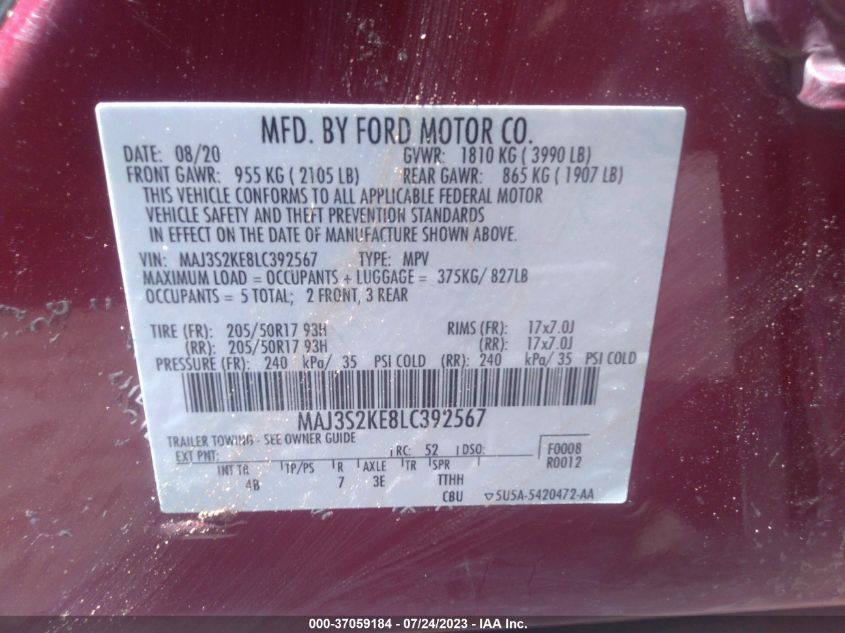 MFD. BY FORD MOTOR CO.
DATE: 08/20 GVWR: 1810 KG ( 3990 LB)
FRONT GAWR: 955 KG ( 2105 LB) REAR GAWR: 865 KG ( 1907 LB)
THIS VEHICLE CONFORMS TO ALL APPLICABLE FEDERAL MOTOR
VEHICLE SAFETY AND THEFT PREVENTION STANDARDS
IN EFFECT ON THE DATE OF MANUFACTURE SHOWN ABOVE.
VIN: MAJ3S2KE8LC392567 TYPE: MPV
MAXIMUM LOAD = OCCUPANTS + LUGGAGE = 375KG/ 827LB
OCCUPANTS = 5 TOTAL; 2 FRONT, 3 REAR
TIRE (FR): 205/50R17 93H RIMS (FR): 17x7.0J
(RR): 205/50R17 93H (RR): 17x7.0J
PRESSURE (FR): 240 kPa/ 35 PSI COLD (RR): 240 kPa/ 35 PSI COLD
MAJ3S2KE8LC392567
TRAILER TOWING - SEE OWNER GUIDE
EXT PNT: RC: 52 DSO: F0008
R0012
INT TR TP/PS R AXLE TR SPR
4B 7 3E TTHH
CBU ▽5U5A-5420472-AA
000-37059184 / 07/24/2023 - IAA Inc.